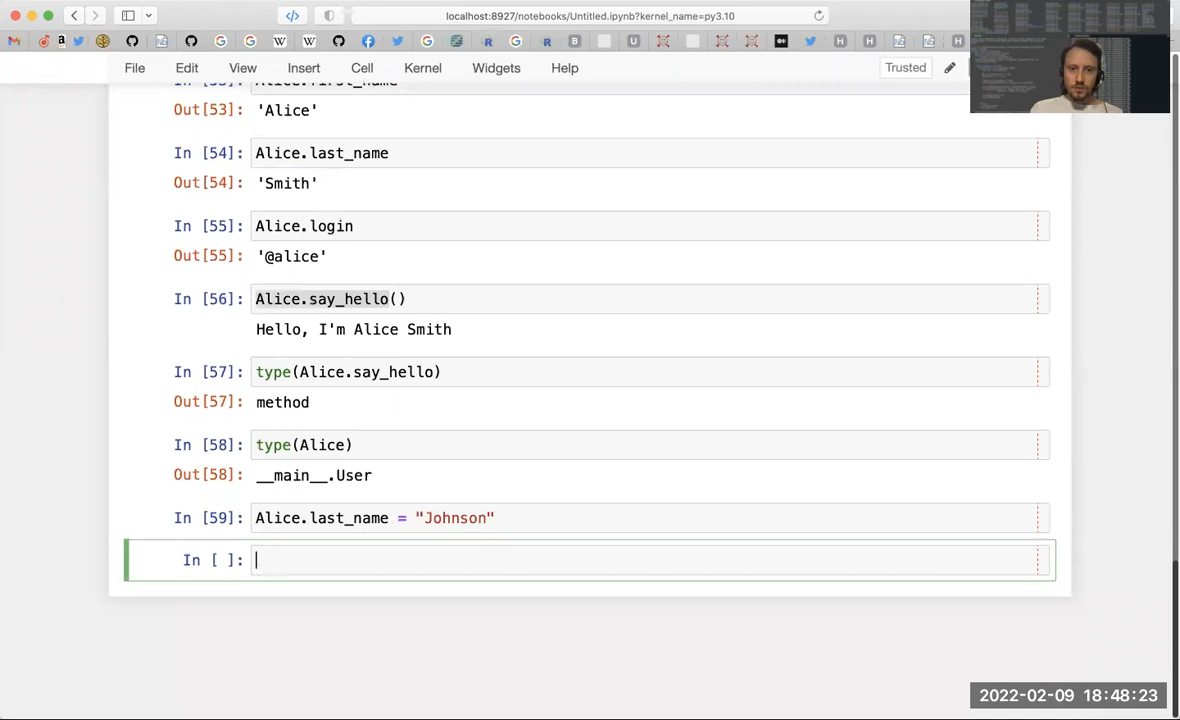 localhost:8927/notebooks/Untitled.ipynb?kernel_name=py3.10
File Edit View Insert Cell Kernel Widgets Help Trusted
Out[53]: 'Alice'
In [54]: Alice.last_name
Out[54]: 'Smith'
In [55]: Alice.login
Out[55]: '@alice'
In [56]: Alice.say_hello()
Hello, I'm Alice Smith
In [57]: type(Alice.say_hello)
Out[57]: method
In [58]: type(Alice)
Out[58]: __main__.User
In [59]: Alice.last_name = "Johnson"
In [ ]:
2022-02-09 18:48:23